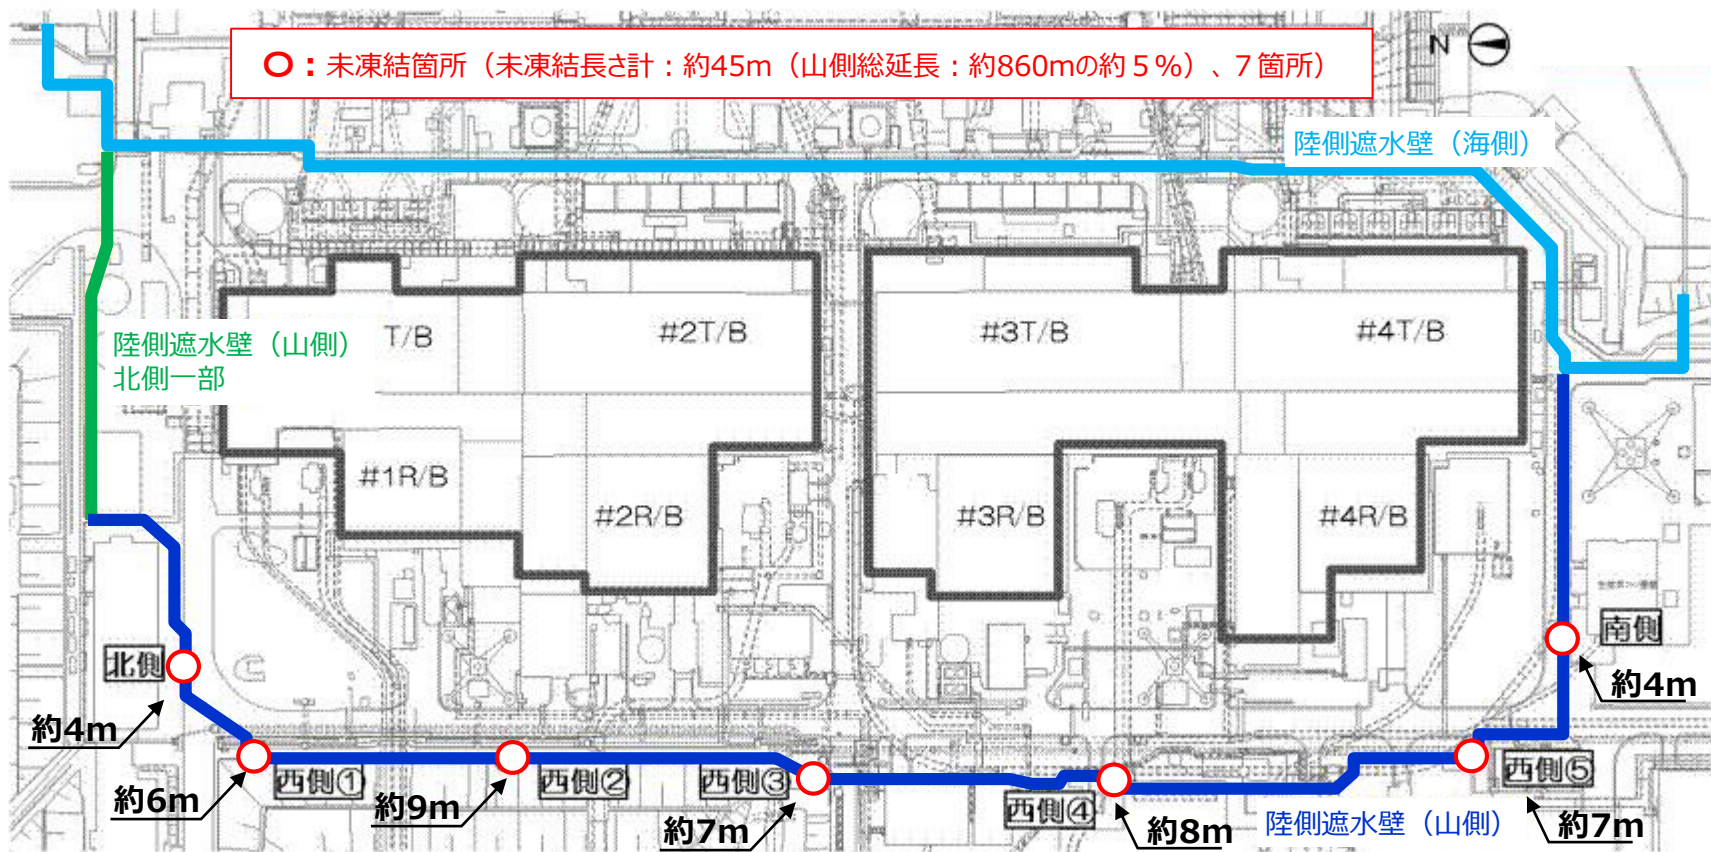 ○：未凍結箇所（未凍結長さ計：約45m（山側総延長：約860mの約５%）、７箇所）
N
陸側遮水壁（海側）
陸側遮水壁（山側）
北側一部
T/B
#2T/B
#3T/B
#4T/B
#1R/B
#2R/B
#3R/B
#4R/B
北側
約4m
南側
約4m
西側①
約6m
西側②
約9m
西側③
約7m
西側④
約8m
陸側遮水壁（山側）
西側⑤
約7m